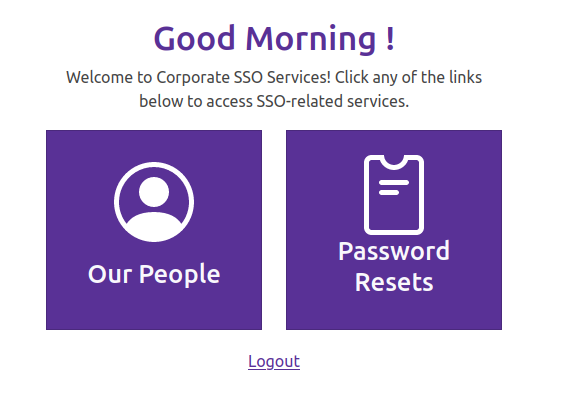 Good Morning !
Welcome to Corporate SSO Services! Click any of the links
below to access SSO-related services.
Our People
Password
Resets
Logout